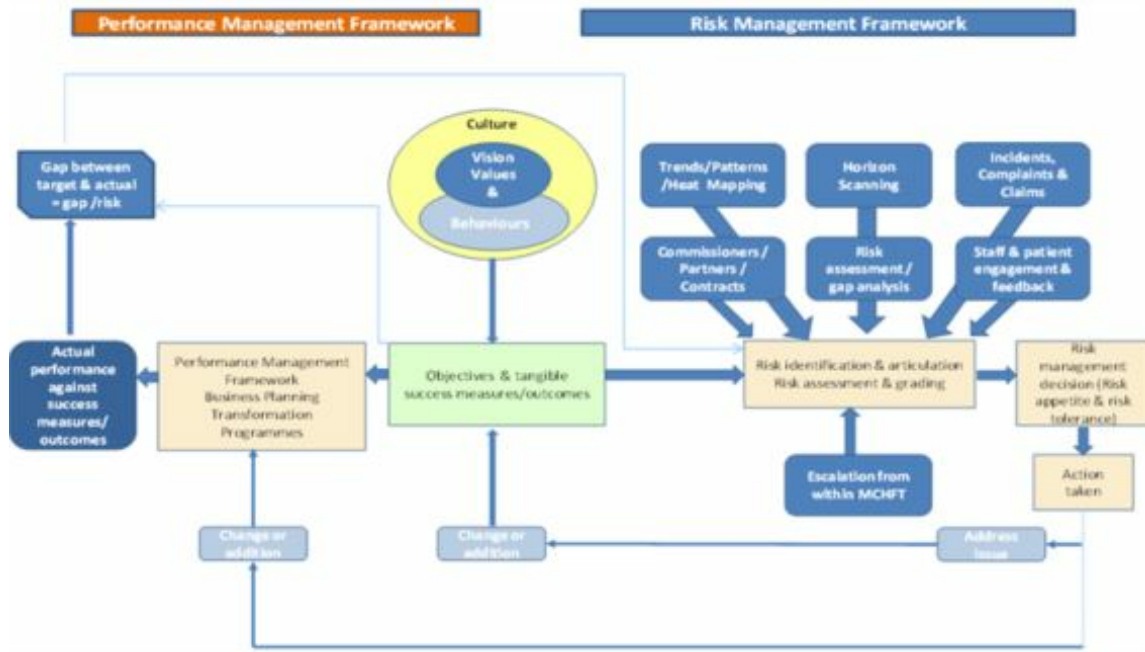 Performance Management Framework
Risk Management Framework
Culture
Vision
Values
&
Behaviours
Gap between
target & actual
= gap /risk
Trends/Patterns
/Heat Mapping
Horizon
Scanning
Incidents,
Complaints &
Claims
Commissioners /
Partners /
Contracts
Risk
assessment /
gap analysis
Staff & patient
engagement &
feedback
Actual
performance
against
success
measures/
outcomes
Performance Management
Framework
Business Planning
Transformation
Programmes
Objectives & tangible
success measures/outcomes
Risk identification & articulation
Risk assessment & grading
Risk
management
decision (Risk
appetite & risk
tolerance)
Escalation from
within MCHFT
Action
taken
Change or
addition
Change or
addition
Address
issue